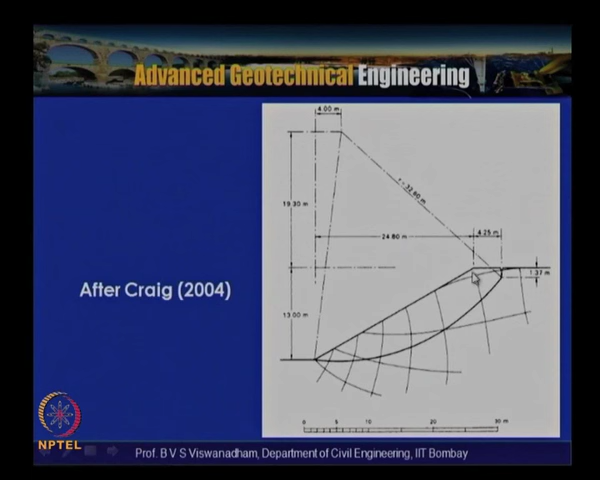 Advanced Geotechnical Engineering
4.00 m
19.30 m
r = 32.60 m
24.80 m
4.25 m
After Craig (2004)
1.37 m
13.00 m
0 5 10 20 30 m
NPTEL
Prof. B V S Viswanadham, Department of Civil Engineering, IIT Bombay